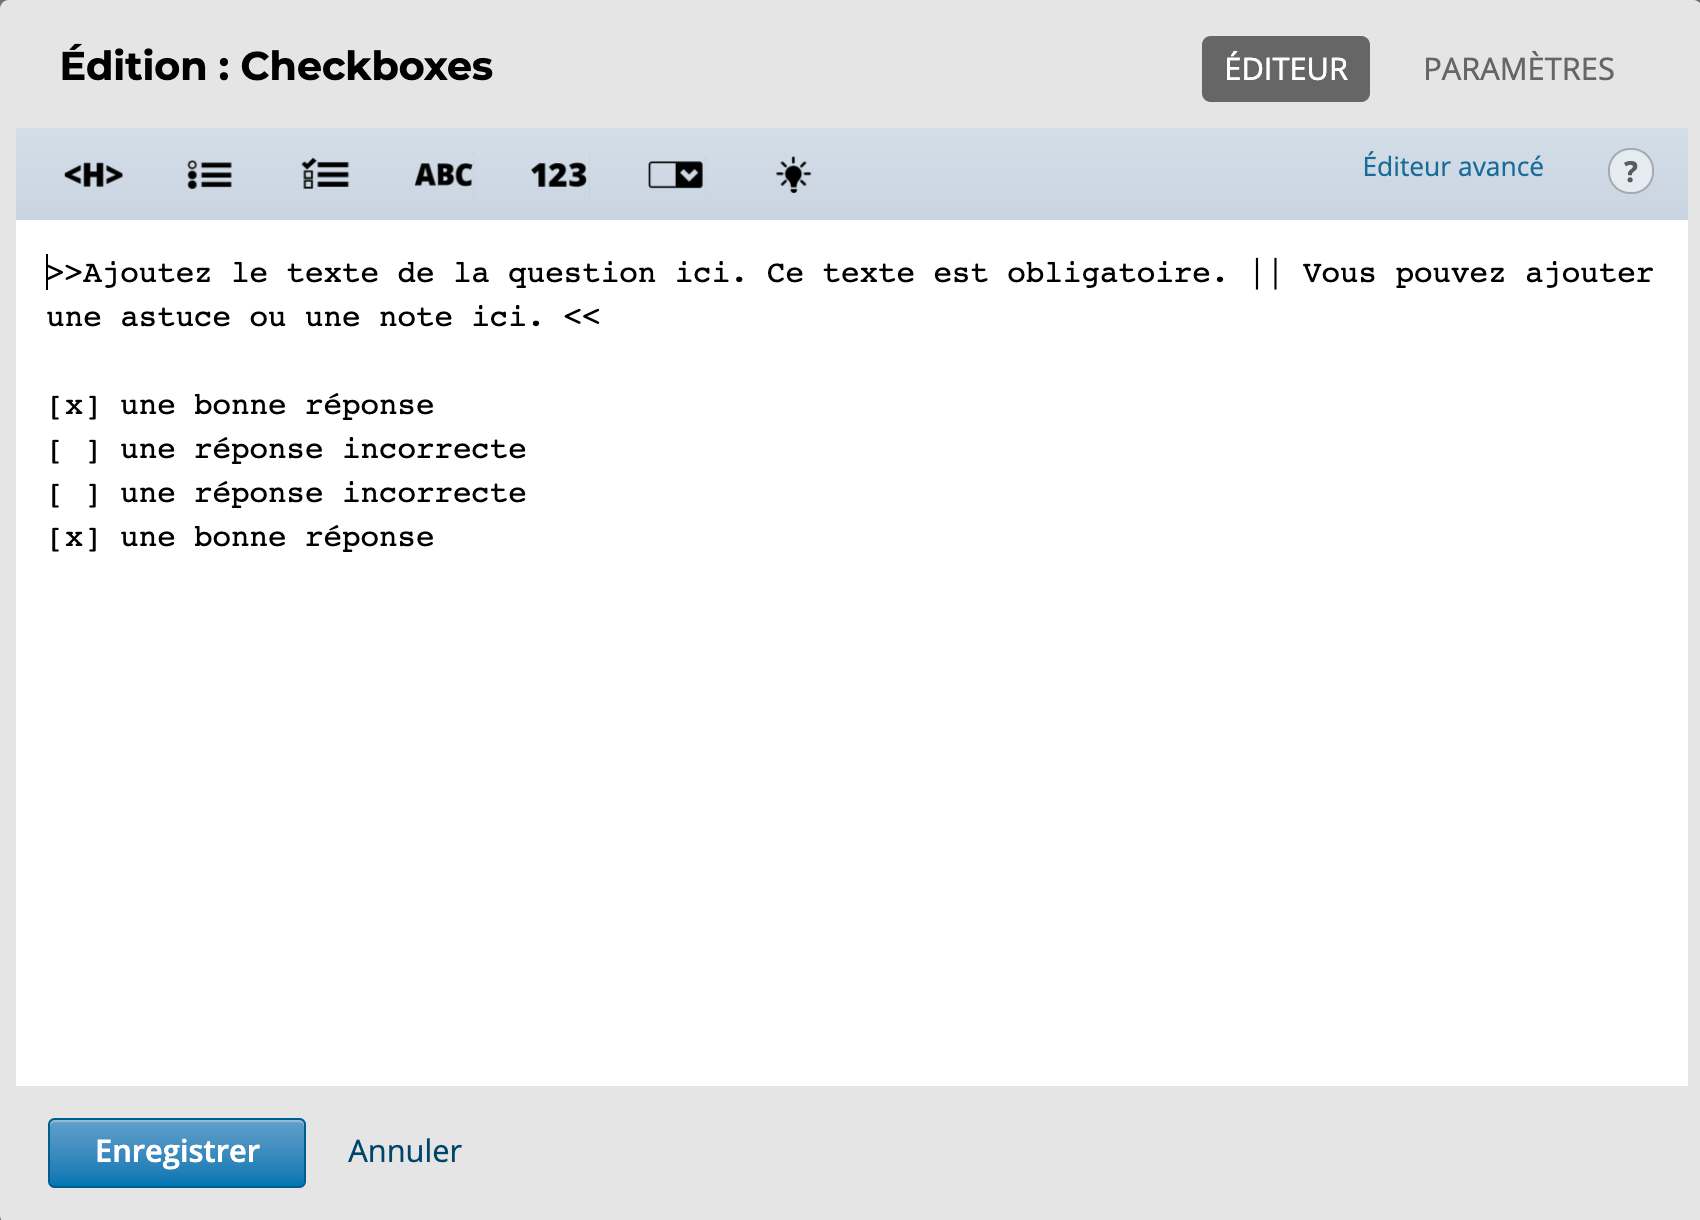 Édition : Checkboxes
ÉDITEUR
PARAMÈTRES
<H>
ABC
123
Éditeur avancé
?
>>Ajoutez le texte de la question ici. Ce texte est obligatoire. || Vous pouvez ajouter
une astuce ou une note ici. <<
[x] une bonne réponse
[ ] une réponse incorrecte
[ ] une réponse incorrecte
[x] une bonne réponse
Enregistrer
Annuler